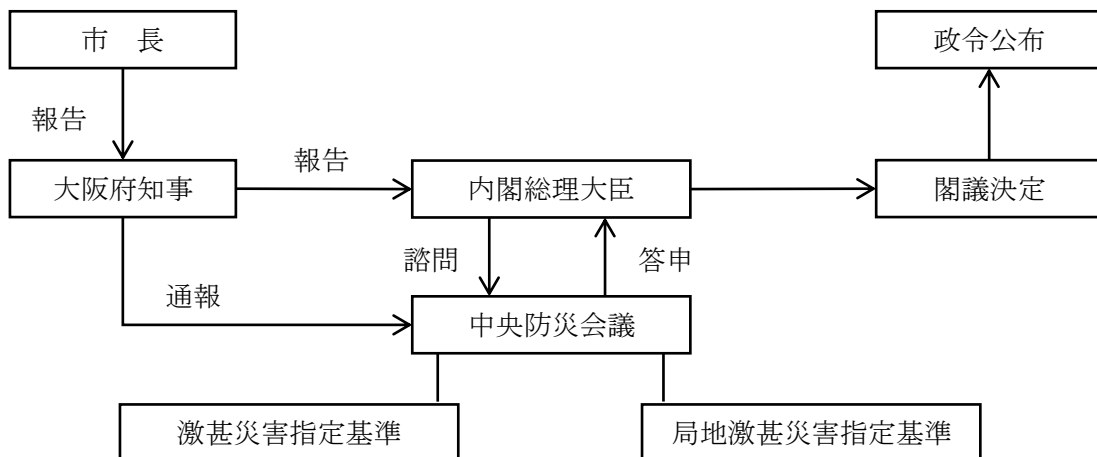 市　長
政令公布
報告
報告
大阪府知事
内閣総理大臣
閣議決定
諮問
答申
通報
中央防災会議
激甚災害指定基準
局地激甚災害指定基準